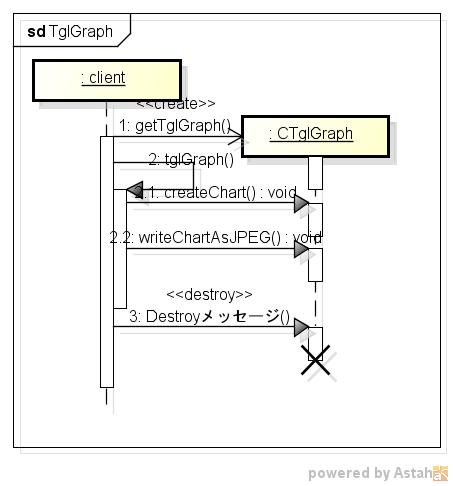 sd TglGraph
: client
<<create>>
1: getTglGraph()
: CTglGraph
2: tglGraph()
2.1: createChart() : void
2.2: writeChartAsJPEG() : void
<<destroy>>
3: Destroyメッセージ()
powered by Astah